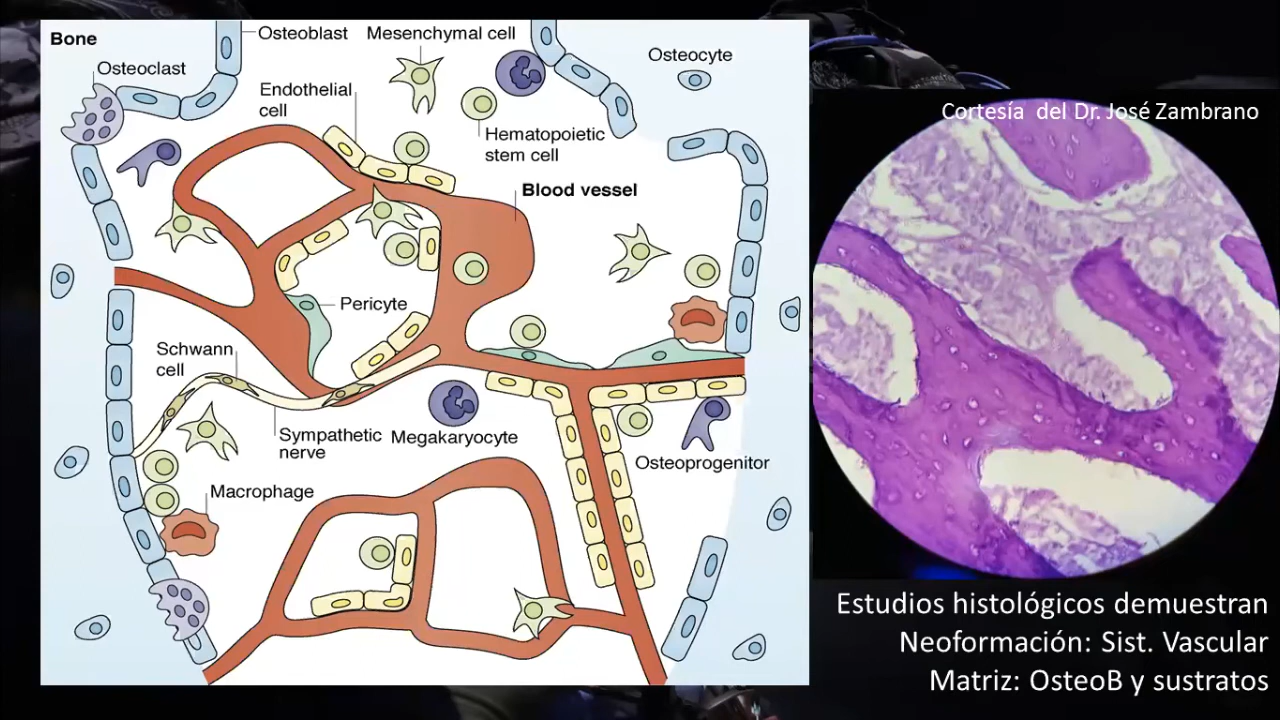 Bone
Osteoblast
Mesenchymal cell
Osteocyte
Osteoclast
Endothelial
cell
Hematopoietic
stem cell
Blood vessel
Pericyte
Schwann
cell
Sympathetic
nerve
Megakaryocyte
Osteoprogenitor
Macrophage
Cortesía del Dr. José Zambrano
Estudios histológicos demuestran
Neoformación: Sist. Vascular
Matriz: OsteoB y sustratos